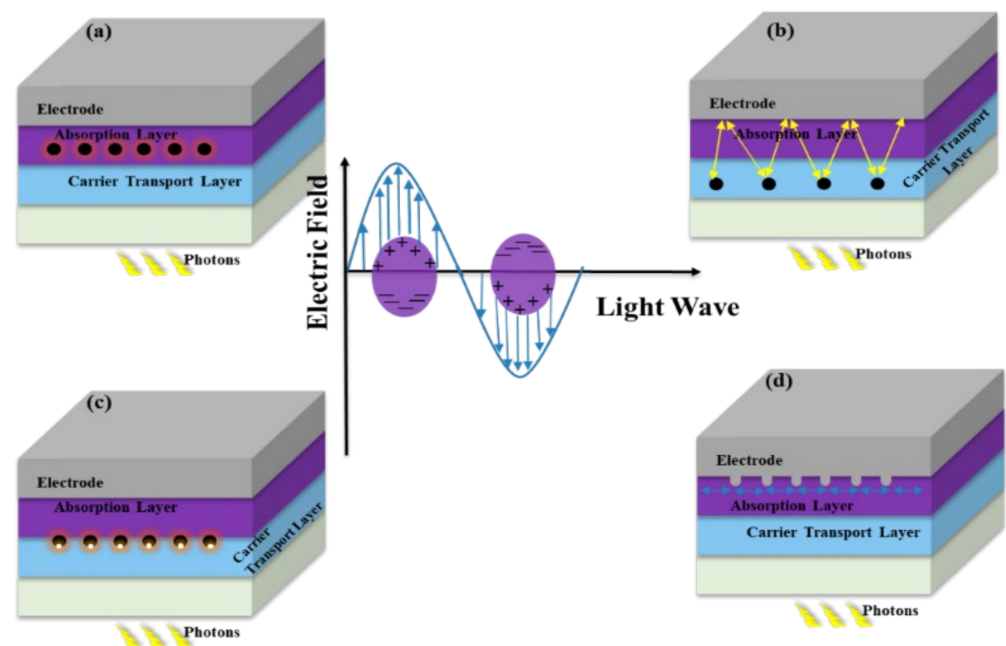 (a)
Electrode
Absorption Layer
Carrier Transport Layer
Photons
(b)
Electrode
Absorption Layer
Carrier Transport
Layer
Photons
Electric Field
+ + + + +
− − − − −
− − − − −
+ + + + +
Light Wave
(c)
Electrode
Absorption Layer
Carrier
Transport Layer
Photons
(d)
Electrode
Absorption Layer
Carrier Transport Layer
Photons